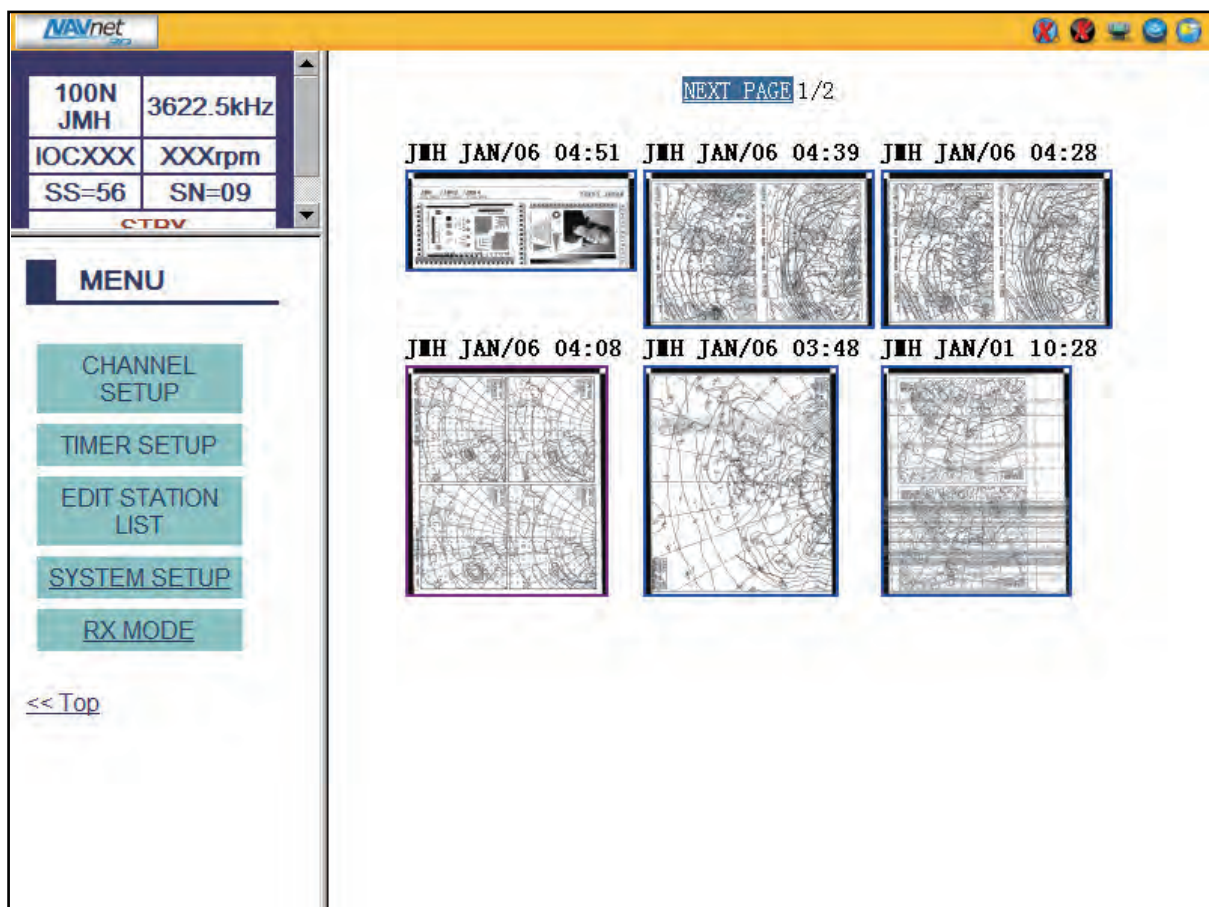 NAVnet
3D
100N JMH 3622.5kHz
IOCXXX XXXrpm
SS=56 SN=09
STBY
MENU
CHANNEL
SETUP
TIMER SETUP
EDIT STATION
LIST
SYSTEM SETUP
RX MODE
<< Top
NEXT PAGE 1/2
JMH JAN/06 04:51 JMH JAN/06 04:39 JMH JAN/06 04:28
JMH JAN/06 04:08 JMH JAN/06 03:48 JMH JAN/01 10:28